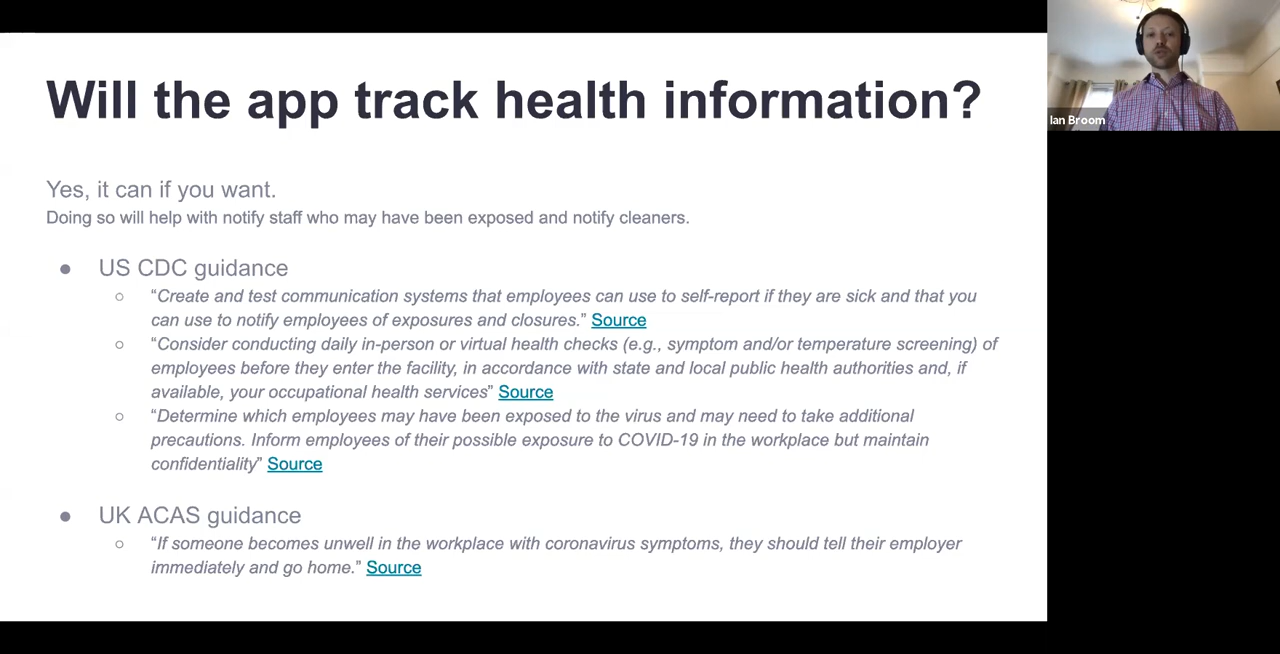 Will the app track health information?
Ian Broom
Yes, it can if you want.
Doing so will help with notify staff who may have been exposed and notify cleaners.
● US CDC guidance
○ “Create and test communication systems that employees can use to self-report if they are sick and that you
can use to notify employees of exposures and closures.” Source
○ “Consider conducting daily in-person or virtual health checks (e.g., symptom and/or temperature screening) of
employees before they enter the facility, in accordance with state and local public health authorities and, if
available, your occupational health services” Source
○ “Determine which employees may have been exposed to the virus and may need to take additional
precautions. Inform employees of their possible exposure to COVID-19 in the workplace but maintain
confidentiality” Source
● UK ACAS guidance
○ “If someone becomes unwell in the workplace with coronavirus symptoms, they should tell their employer
immediately and go home.” Source